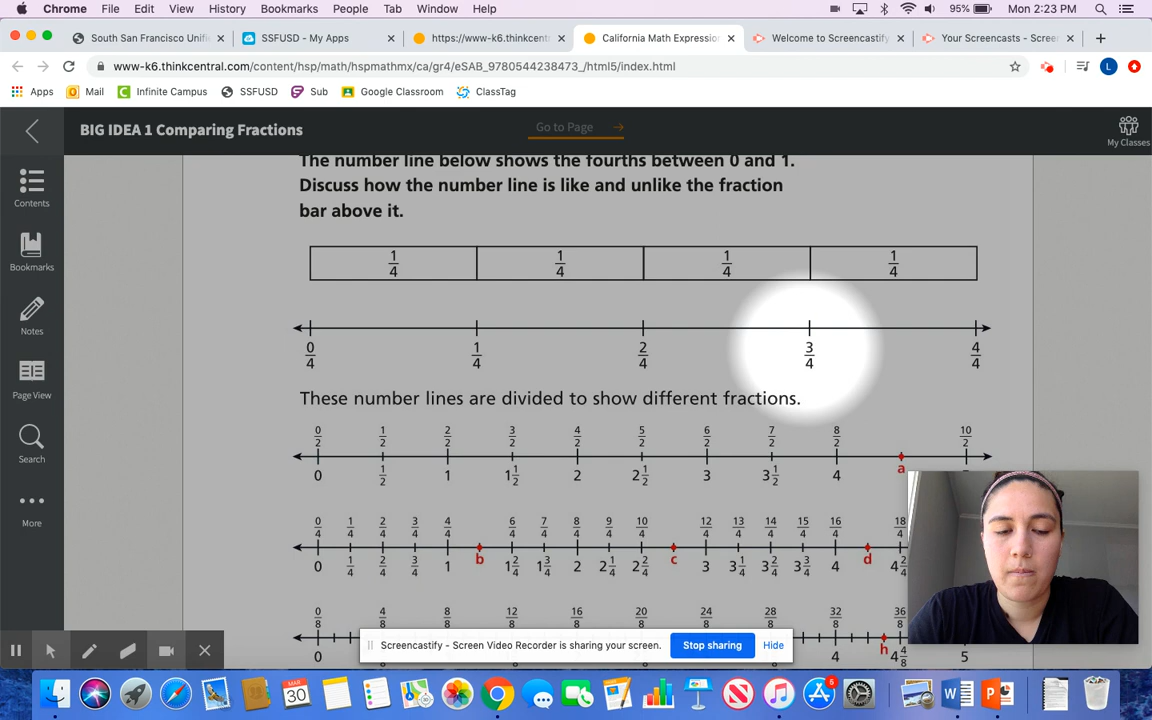 Chrome File Edit View History Bookmarks People Tab Window Help 95% Mon 2:23 PM
South San Francisco Unifi SSFUSD - My Apps https://www-k6.thinkcentr California Math Expression Welcome to Screencastify Your Screencasts - Scree
www-k6.thinkcentral.com/content/hsp/math/hspmathmx/ca/gr4/eSAB_9780544238473_/html5/index.html
L
Apps Mail Infinite Campus SSFUSD Sub Google Classroom ClassTag
BIG IDEA 1 Comparing Fractions Go to Page
My Classes
Contents
Bookmarks
Notes
Page View
Search
More
The number line below shows the fourths between 0 and 1.
Discuss how the number line is like and unlike the fraction
bar above it.
1/4 1/4 1/4 1/4
0/4 1/4 2/4 3/4 4/4
These number lines are divided to show different fractions.
0/2 1/2 2/2 3/2 4/2 5/2 6/2 7/2 8/2 10/2
0 1/2 1 1 1/2 2 2 1/2 3 3 1/2 4 a
0/4 1/4 2/4 3/4 4/4 6/4 7/4 8/4 9/4 10/4 12/4 13/4 14/4 15/4 16/4 18/4
0 1/4 2/4 3/4 1 b 1 2/4 1 3/4 2 2 1/4 2 2/4 c 3 3 1/4 3 2/4 3 3/4 4 d 4 2/4
0/8 4/8 8/8 12/8 16/8 20/8 24/8 28/8 32/8 36/8
0 4 h 4 4/8 5
Screencastify - Screen Video Recorder is sharing your screen. Stop sharing Hide
MAR
30
6